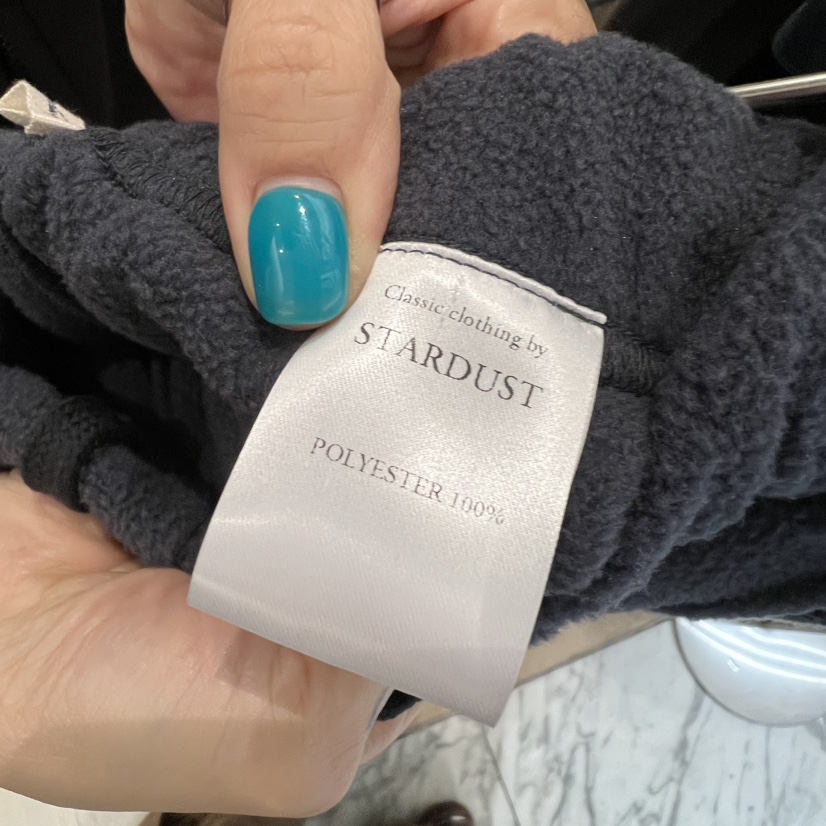 Classic clothing by
STARDUST
POLYESTER 100%